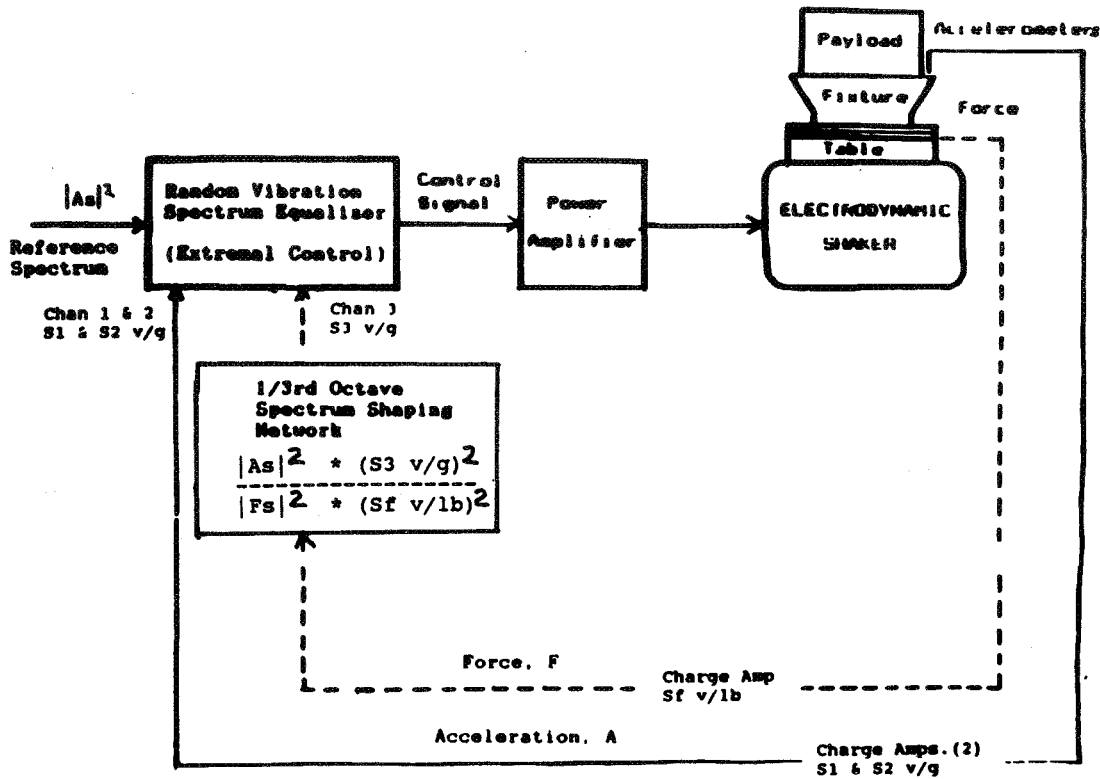 Payload
Accelerometers
Fixture
Force
Table
|As|²
Random Vibration
Spectrum Equaliser
(Extremal Control)
Control
Signal
Power
Amplifier
ELECTRODYNAMIC
SHAKER
Reference
Spectrum
Chan 1 & 2
S1 & S2 v/g
Chan 3
S3 v/g
1/3rd Octave
Spectrum Shaping
Network
|As|² * (S3 v/g)²
|Fs|² * (Sf v/lb)²
Force, F
Charge Amp
Sf v/lb
Acceleration, A
Charge Amps.(2)
S1 & S2 v/g